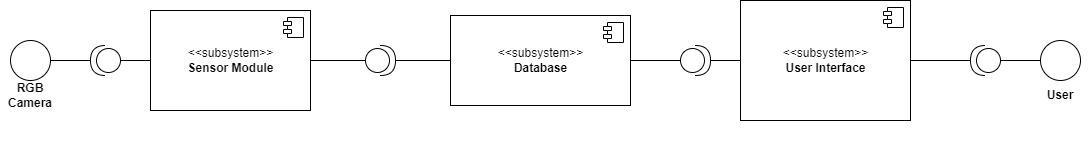 RGB
Camera
<<subsystem>>
Sensor Module
<<subsystem>>
Database
<<subsystem>>
User Interface
User